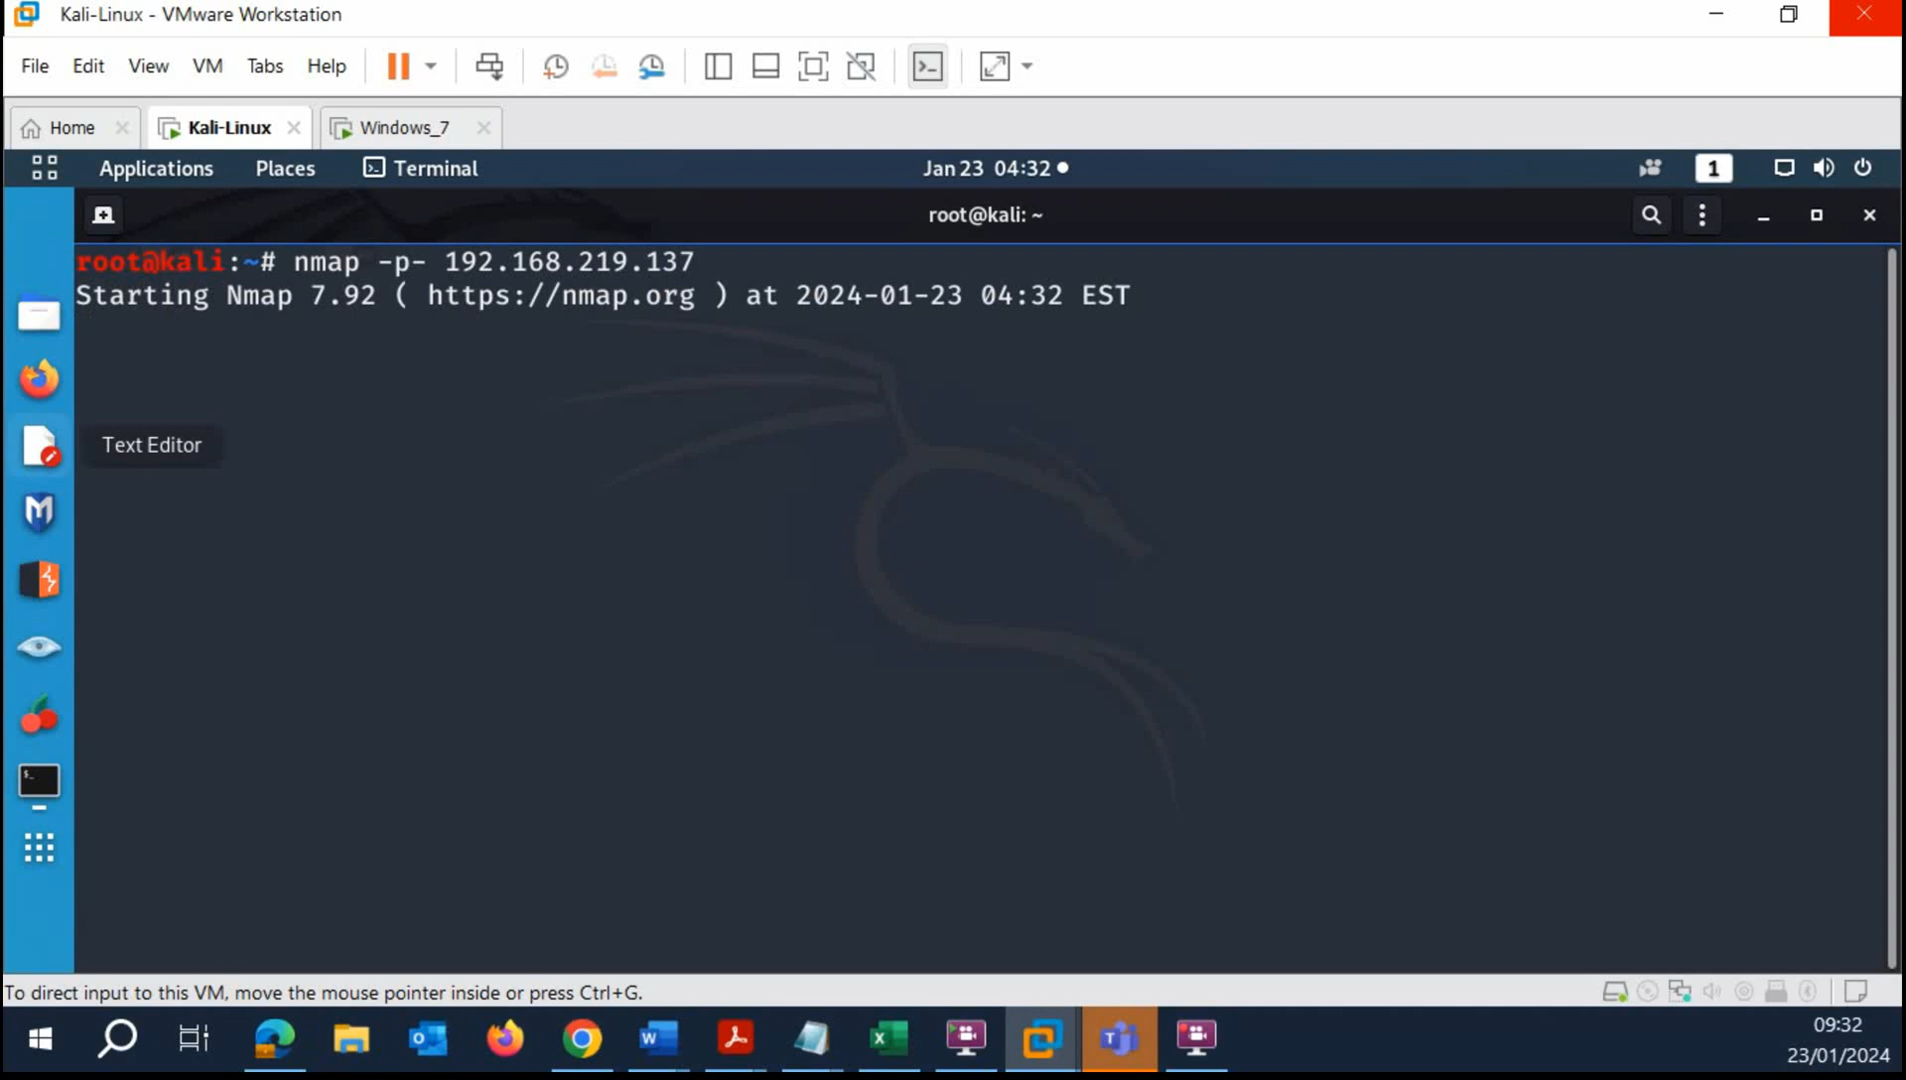 Kali-Linux - VMware Workstation
File Edit View VM Tabs Help
Home Kali-Linux Windows_7
Applications Places Terminal Jan 23 04:32 1
root@kali: ~
root@kali:~# nmap -p- 192.168.219.137
Starting Nmap 7.92 ( https://nmap.org ) at 2024-01-23 04:32 EST
Text Editor
To direct input to this VM, move the mouse pointer inside or press Ctrl+G.
09:32
23/01/2024